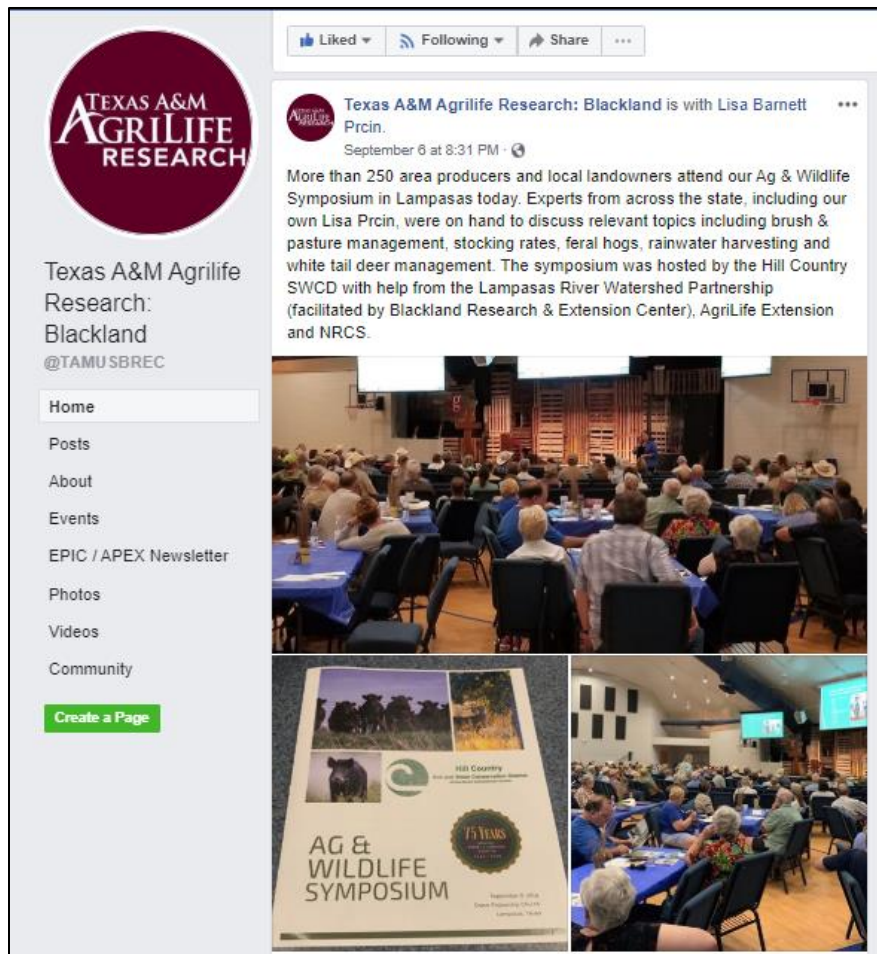 Liked
Following
Share
TEXAS A&M
AGRILIFE
RESEARCH
Texas A&M Agrilife
Research:
Blackland
@TAMUSBREC
Home
Posts
About
Events
EPIC / APEX Newsletter
Photos
Videos
Community
Create a Page
Texas A&M Agrilife Research: Blackland is with Lisa Barnett
Prcin.
September 6 at 8:31 PM ·
More than 250 area producers and local landowners attend our Ag & Wildlife
Symposium in Lampasas today. Experts from across the state, including our
own Lisa Prcin, were on hand to discuss relevant topics including brush &
pasture management, stocking rates, feral hogs, rainwater harvesting and
white tail deer management. The symposium was hosted by the Hill Country
SWCD with help from the Lampasas River Watershed Partnership
(facilitated by Blackland Research & Extension Center), AgriLife Extension
and NRCS.
Hill Country
75 YEARS
AG &
WILDLIFE
SYMPOSIUM